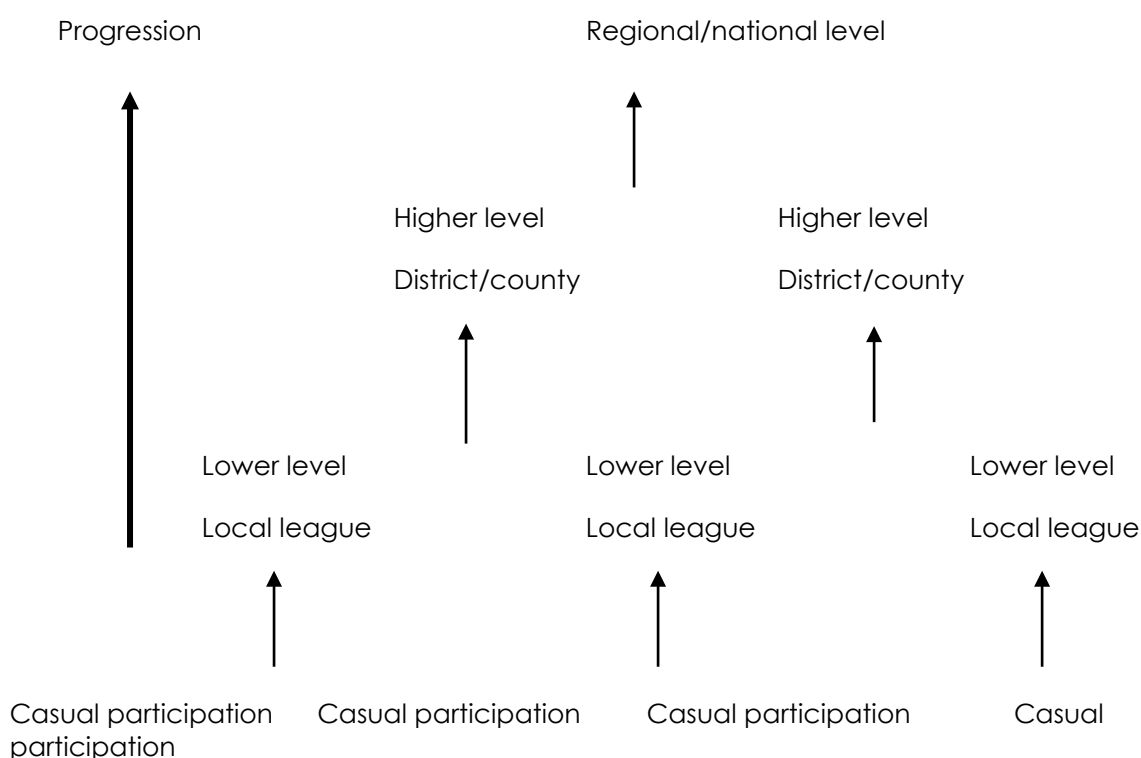 Progression Regional/national level
Higher level Higher level
District/county District/county
Lower level Lower level Lower level
Local league Local league Local league
Casual participation Casual participation Casual participation Casual
participation